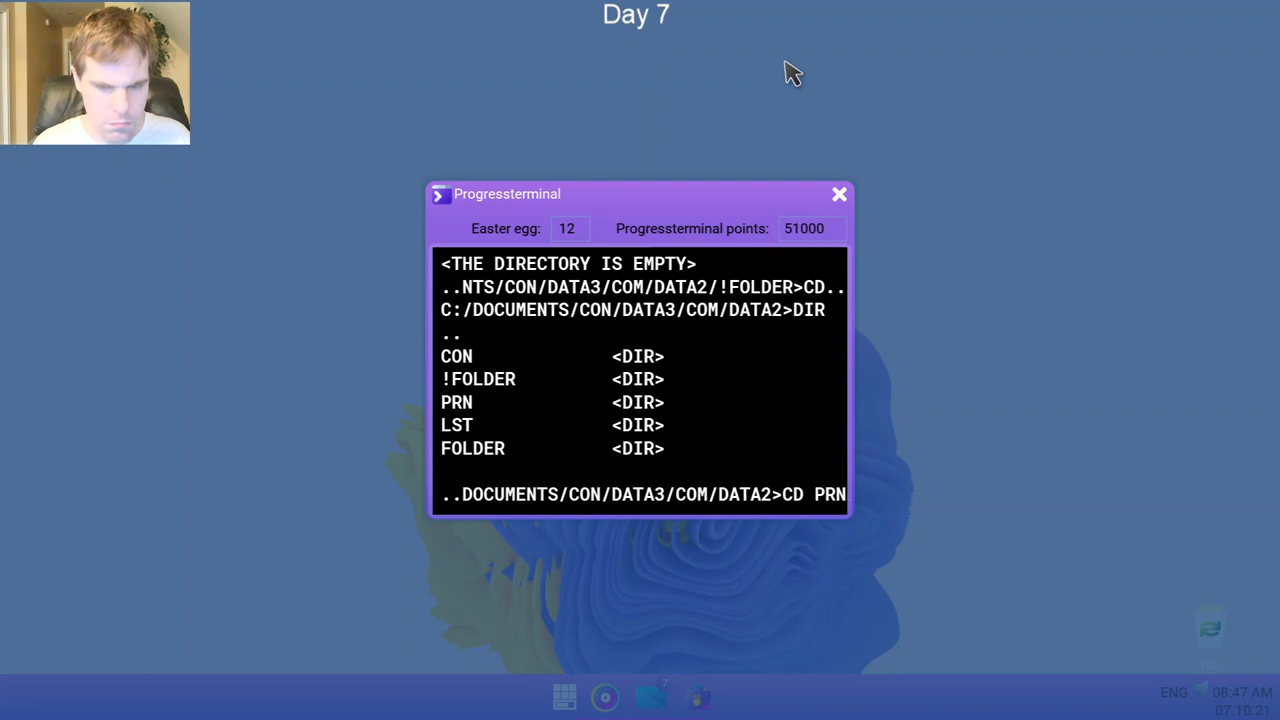 Day 7
Progressterminal
Easter egg: 12 Progressterminal points: 51000
<THE DIRECTORY IS EMPTY>
..NTS/CON/DATA3/COM/DATA2/!FOLDER>CD..
C:/DOCUMENTS/CON/DATA3/COM/DATA2>DIR
..
CON <DIR>
!FOLDER <DIR>
PRN <DIR>
LST <DIR>
FOLDER <DIR>
..DOCUMENTS/CON/DATA3/COM/DATA2>CD PRN
Bin
7
ENG 08:47 AM
07.10.21